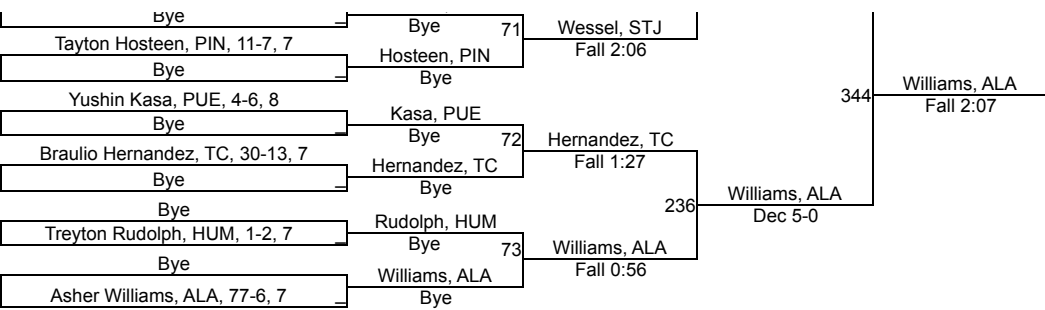 Bye
Tayton Hosteen, PIN, 11-7, 7
Bye
Yushin Kasa, PUE, 4-6, 8
Bye
Braulio Hernandez, TC, 30-13, 7
Bye
Bye
Treyton Rudolph, HUM, 1-2, 7
Bye
Asher Williams, ALA, 77-6, 7
Bye
71
Hosteen, PIN
Bye
Kasa, PUE
Bye
72
Hernandez, TC
Bye
Rudolph, HUM
Bye
73
Williams, ALA
Bye
Wessel, STJ
Fall 2:06
Hernandez, TC
Fall 1:27
236
Williams, ALA
Fall 0:56
Williams, ALA
Dec 5-0
344
Williams, ALA
Fall 2:07